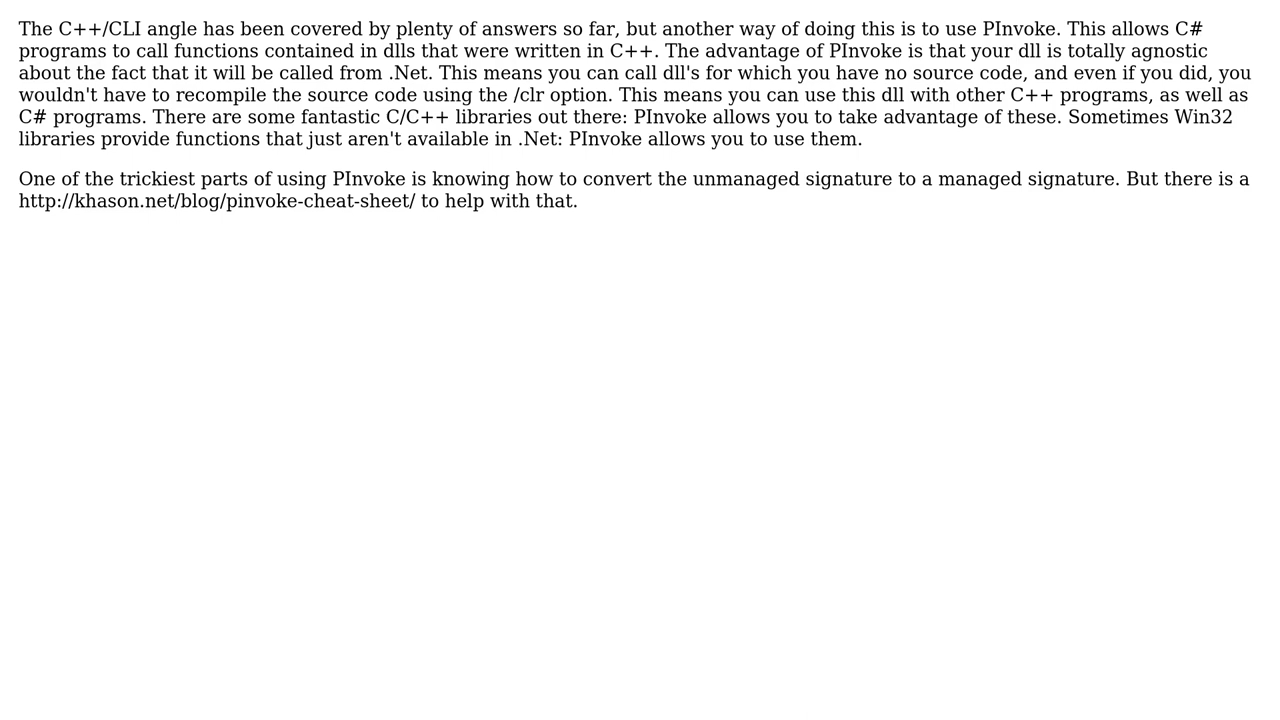 The C++/CLI angle has been covered by plenty of answers so far, but another way of doing this is to use PInvoke. This allows C#
programs to call functions contained in dlls that were written in C++. The advantage of PInvoke is that your dll is totally agnostic
about the fact that it will be called from .Net. This means you can call dll's for which you have no source code, and even if you did, you
wouldn't have to recompile the source code using the /clr option. This means you can use this dll with other C++ programs, as well as
C# programs. There are some fantastic C/C++ libraries out there: PInvoke allows you to take advantage of these. Sometimes Win32
libraries provide functions that just aren't available in .Net: PInvoke allows you to use them.
One of the trickiest parts of using PInvoke is knowing how to convert the unmanaged signature to a managed signature. But there is a
http://khason.net/blog/pinvoke-cheat-sheet/ to help with that.